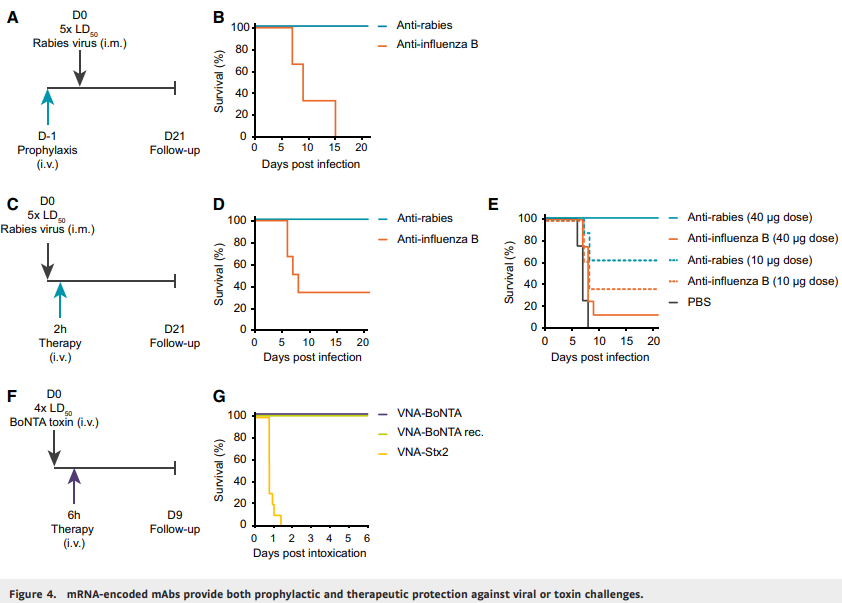 A
D0
5x LD50
Rabies virus (i.m.)
D-1
Prophylaxis
(i.v.)
D21
Follow-up
B
Survival (%)
100
80
60
40
20
0
0 5 10 15 20
Days post infection
Anti-rabies
Anti-influenza B
C
D0
5x LD50
Rabies virus (i.m.)
2h
Therapy
(i.v.)
D21
Follow-up
D
Survival (%)
100
80
60
40
20
0
0 5 10 15 20
Days post infection
Anti-rabies
Anti-influenza B
E
Survival (%)
100
80
60
40
20
0
0 5 10 15 20
Days post infection
Anti-rabies (40 µg dose)
Anti-influenza B (40 µg dose)
Anti-rabies (10 µg dose)
Anti-influenza B (10 µg dose)
PBS
F
D0
4x LD50
BoNTA toxin (i.v.)
6h
Therapy
(i.v.)
D9
Follow-up
G
Survival (%)
100
80
60
40
20
0
0 1 2 3 4 5 6
Days post intoxication
VNA-BoNTA
VNA-BoNTA rec.
VNA-Stx2
Figure 4. mRNA-encoded mAbs provide both prophylactic and therapeutic protection against viral or toxin challenges.